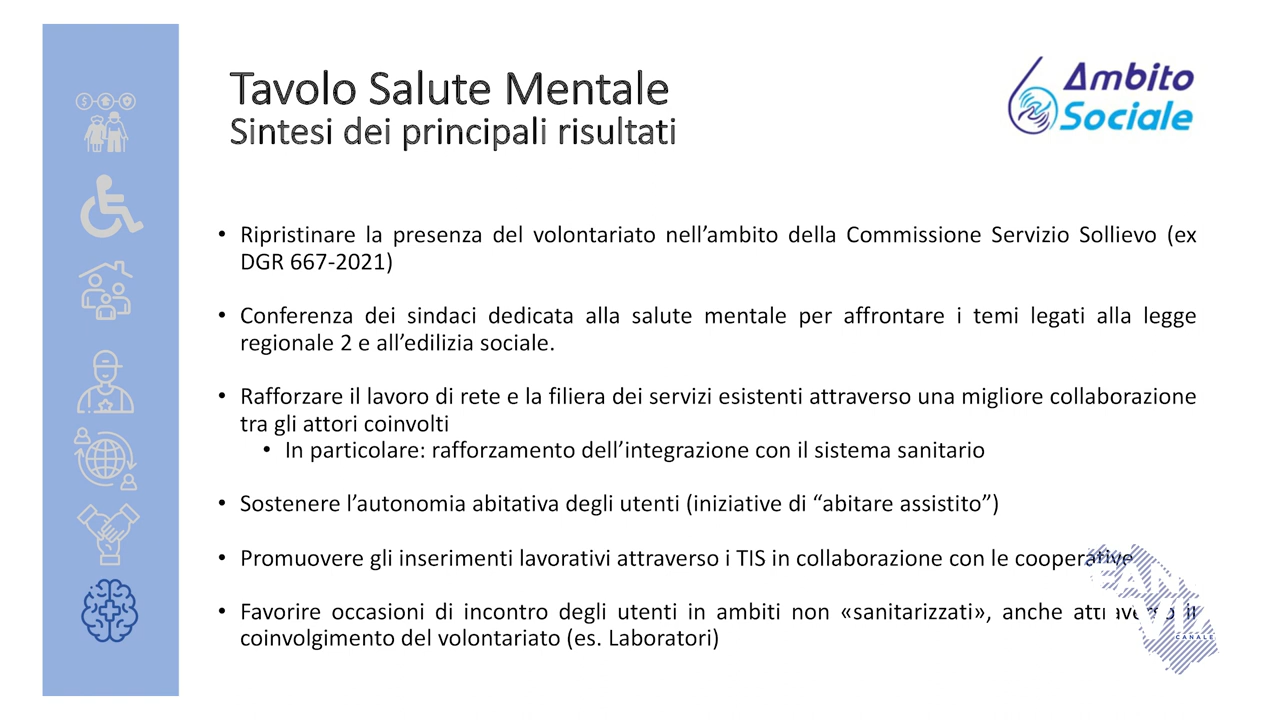 Tavolo Salute Mentale
Sintesi dei principali risultati
Ambito
Sociale
• Ripristinare la presenza del volontariato nell’ambito della Commissione Servizio Sollievo (ex
DGR 667-2021)
• Conferenza dei sindaci dedicata alla salute mentale per affrontare i temi legati alla legge
regionale 2 e all’edilizia sociale.
• Rafforzare il lavoro di rete e la filiera dei servizi esistenti attraverso una migliore collaborazione
tra gli attori coinvolti
• In particolare: rafforzamento dell’integrazione con il sistema sanitario
• Sostenere l’autonomia abitativa degli utenti (iniziative di “abitare assistito”)
• Promuovere gli inserimenti lavorativi attraverso i TIS in collaborazione con le cooperative
• Favorire occasioni di incontro degli utenti in ambiti non «sanitarizzati», anche attraverso il
coinvolgimento del volontariato (es. Laboratori)
CANALE